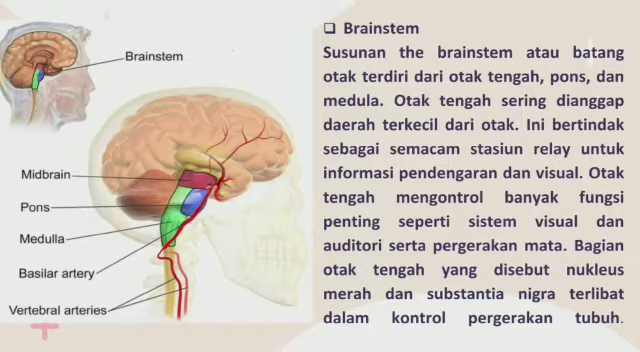 Brainstem
Midbrain
Pons
Medulla
Basilar artery
Vertebral arteries
❑ Brainstem
Susunan the brainstem atau batang
otak terdiri dari otak tengah, pons, dan
medula. Otak tengah sering dianggap
daerah terkecil dari otak. Ini bertindak
sebagai semacam stasiun relay untuk
informasi pendengaran dan visual. Otak
tengah mengontrol banyak fungsi
penting seperti sistem visual dan
auditori serta pergerakan mata. Bagian
otak tengah yang disebut nukleus
merah dan substantia nigra terlibat
dalam kontrol pergerakan tubuh.